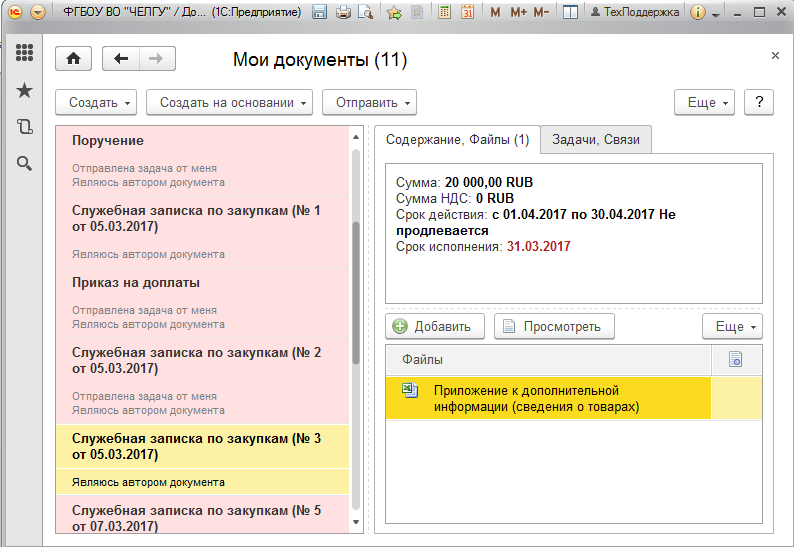 ФГБОУ ВО "ЧЕЛГУ" / До... (1С:Предприятие)
M M+ M-
ТехПоддержка
Мои документы (11)
Создать
Создать на основании
Отправить
Еще
?
Поручение
Отправлена задача от меня
Являюсь автором документа
Служебная записка по закупкам (№ 1
от 05.03.2017)
Являюсь автором документа
Приказ на доплаты
Отправлена задача от меня
Являюсь автором документа
Служебная записка по закупкам (№ 2
от 05.03.2017)
Отправлена задача от меня
Являюсь автором документа
Служебная записка по закупкам (№ 3
от 05.03.2017)
Являюсь автором документа
Служебная записка по закупкам (№ 5
от 07.03.2017)
Содержание, Файлы (1)
Задачи, Связи
Сумма: 20 000,00 RUB
Сумма НДС: 0 RUB
Срок действия: с 01.04.2017 по 30.04.2017 Не
продлевается
Срок исполнения: 31.03.2017
Добавить
Просмотреть
Еще
Файлы
Приложение к дополнительной
информации (сведения о товарах)